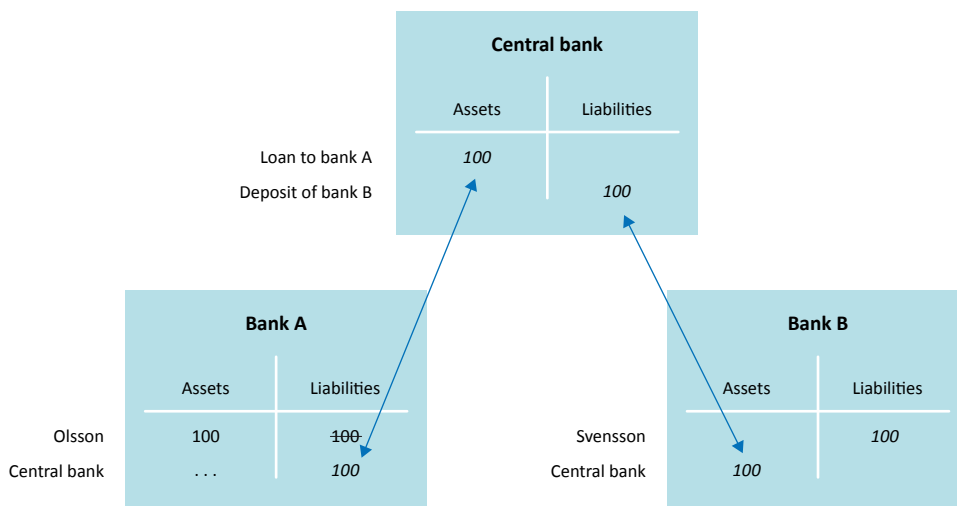 Central bank
Assets Liabilities
Loan to bank A 100
Deposit of bank B 100
Bank A
Assets Liabilities
Olsson 100 100
Central bank . . . 100
Bank B
Assets Liabilities
Svensson 100
Central bank 100